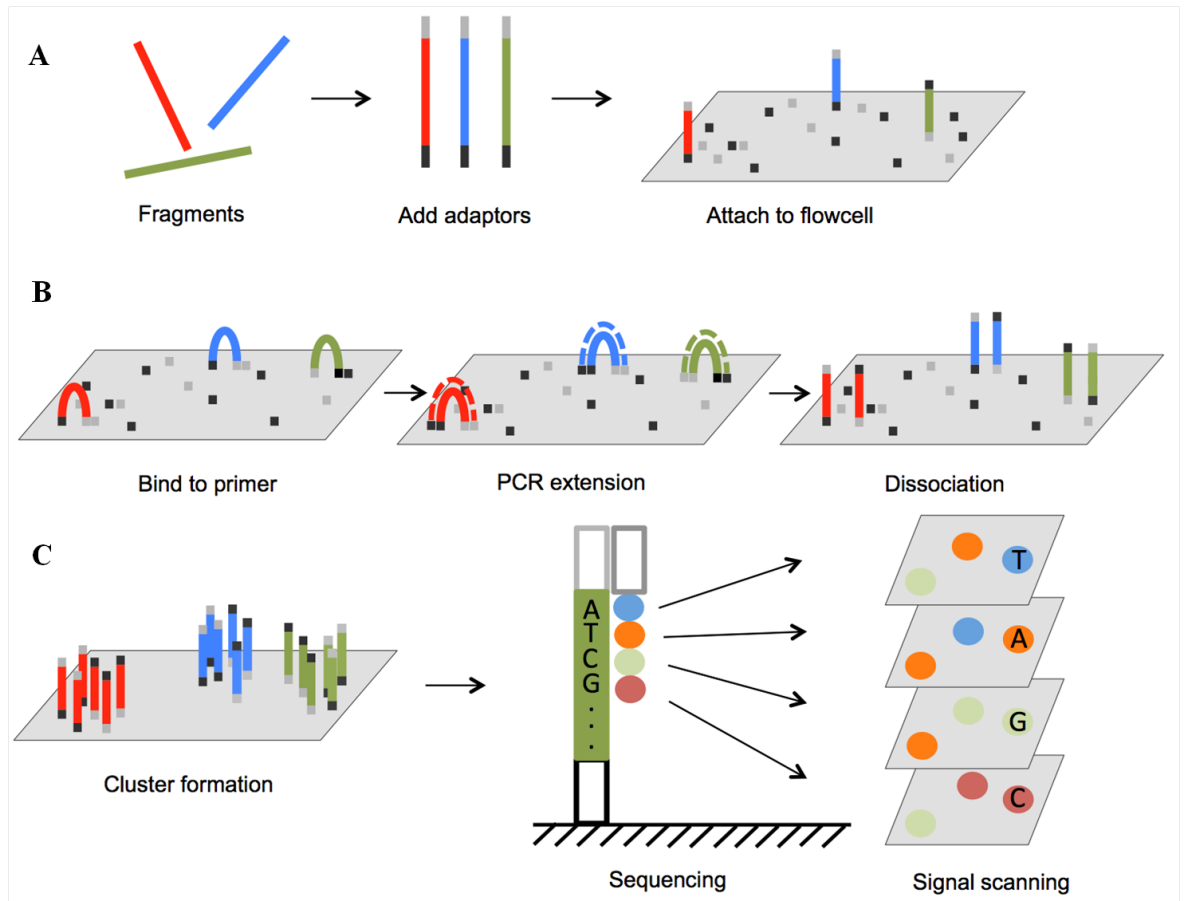 A
Fragments
Add adaptors
Attach to flowcell
B
Bind to primer
PCR extension
Dissociation
C
A
T
C
G
.
.
.
T
A
G
C
Cluster formation
Sequencing
Signal scanning